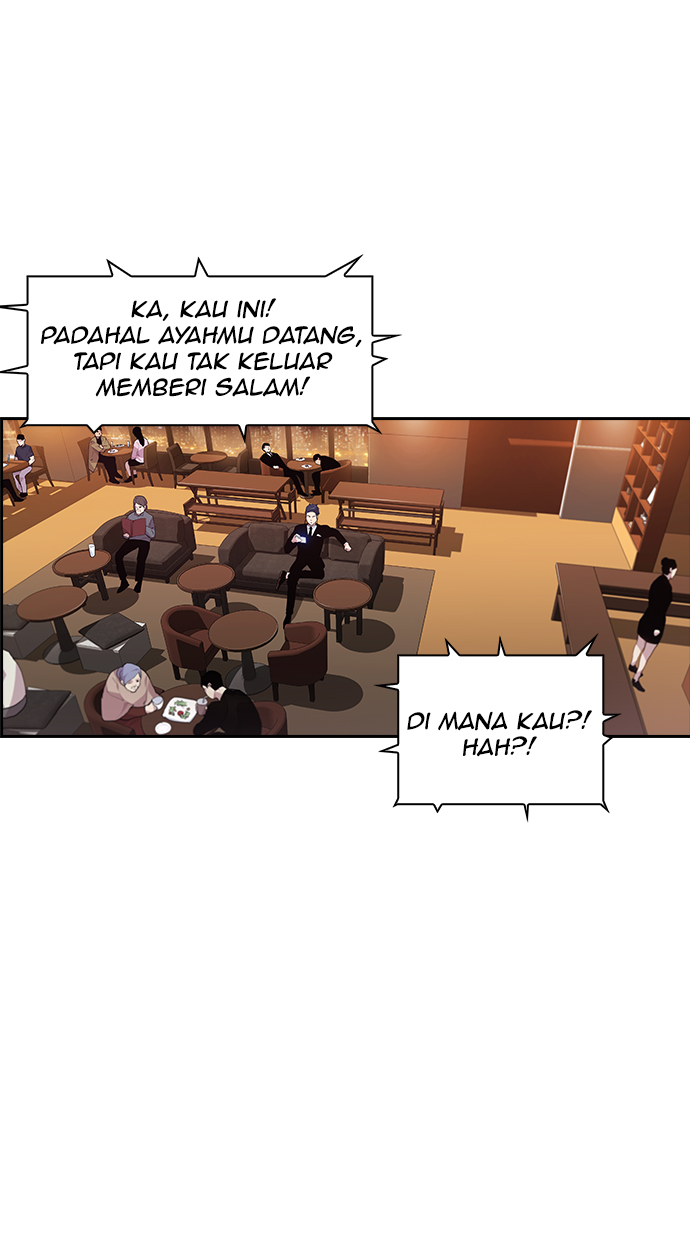 KA, KAU INI!
PADAHAL AYAHMU DATANG,
TAPI KAU TAK KELUAR
MEMBERI SALAM!
DI MANA KAU?!
HAH?!